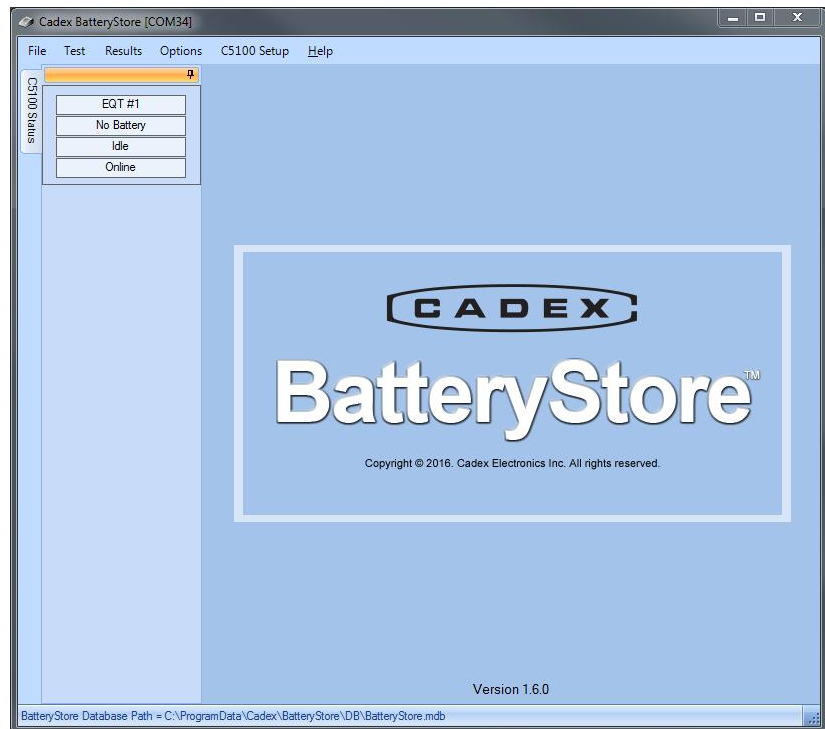 Cadex BatteryStore [COM34]
File Test Results Options C5100 Setup Help
C5100 Status
EQT #1
No Battery
Idle
Online
CADEX
BatteryStore™
Copyright © 2016. Cadex Electronics Inc. All rights reserved.
Version 1.6.0
BatteryStore Database Path = C:\ProgramData\Cadex\BatteryStore\DB\BatteryStore.mdb